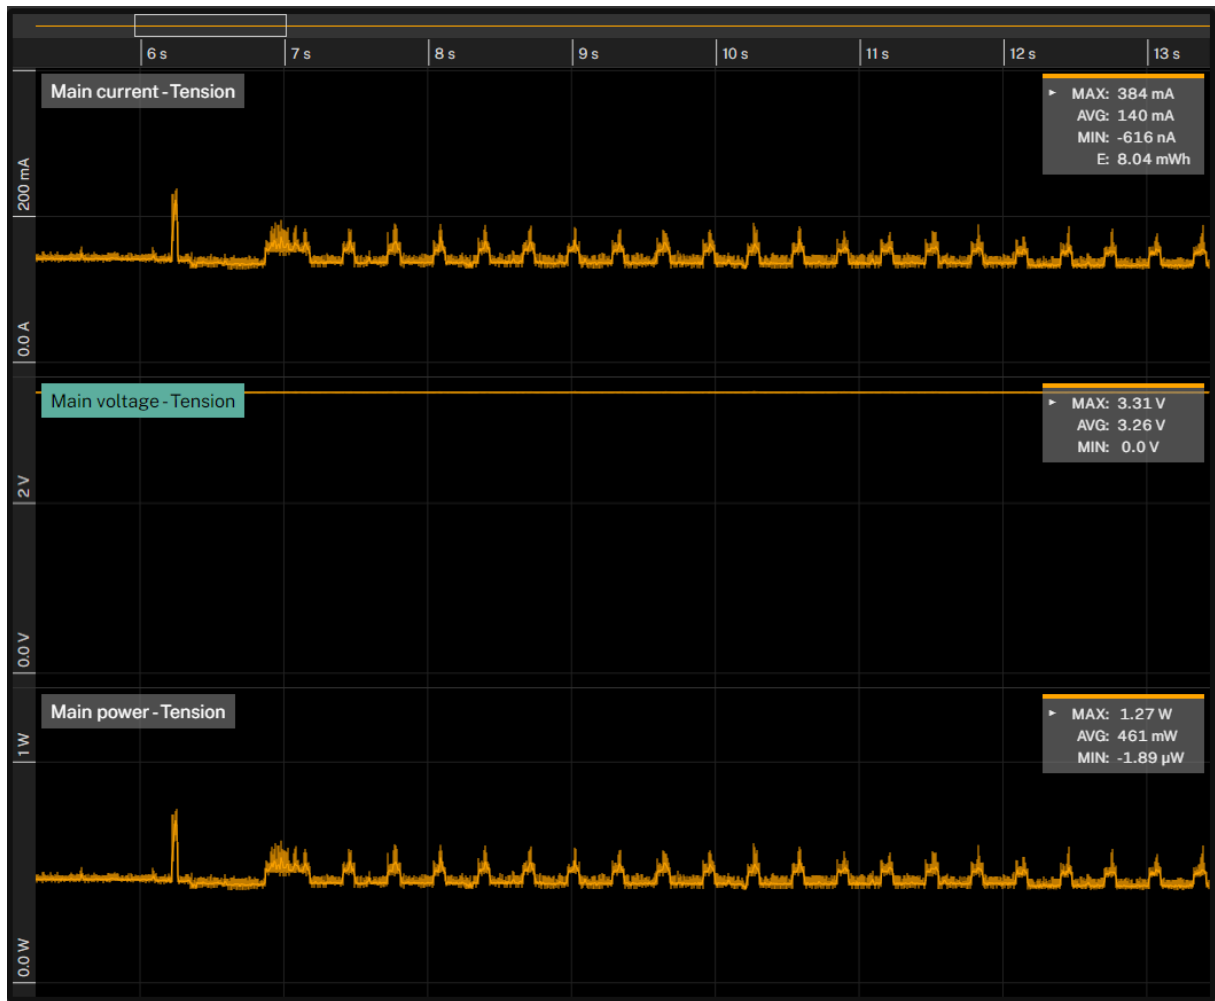 6 s
7 s
8 s
9 s
10 s
11 s
12 s
13 s
Main current - Tension
MAX: 384 mA
AVG: 140 mA
MIN: -616 nA
E: 8.04 mWh
200 mA
0.0 A
Main voltage - Tension
MAX: 3.31 V
AVG: 3.26 V
MIN: 0.0 V
2 V
0.0 V
Main power - Tension
MAX: 1.27 W
AVG: 461 mW
MIN: -1.89 µW
1 W
0.0 W